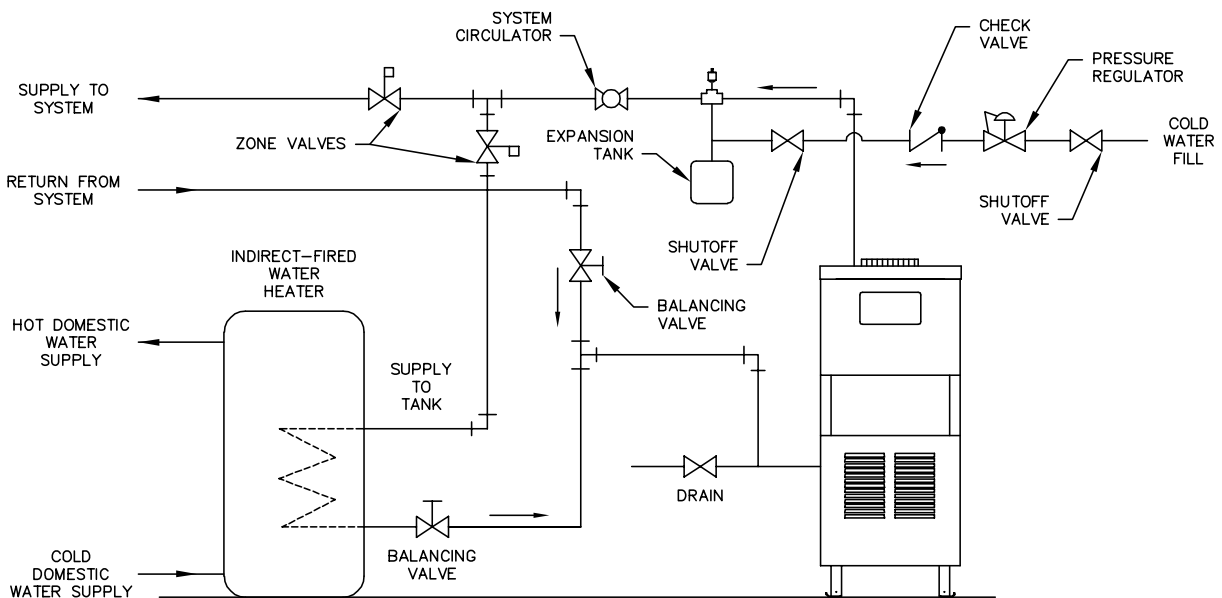 SYSTEM
CIRCULATOR
CHECK
VALVE
PRESSURE
REGULATOR
SUPPLY TO
SYSTEM
ZONE VALVES
EXPANSION
TANK
COLD
WATER
FILL
RETURN FROM
SYSTEM
SHUTOFF
VALVE
SHUTOFF
VALVE
INDIRECT-FIRED
WATER
HEATER
BALANCING
VALVE
HOT DOMESTIC
WATER
SUPPLY
SUPPLY
TO
TANK
DRAIN
BALANCING
VALVE
COLD
DOMESTIC
WATER SUPPLY